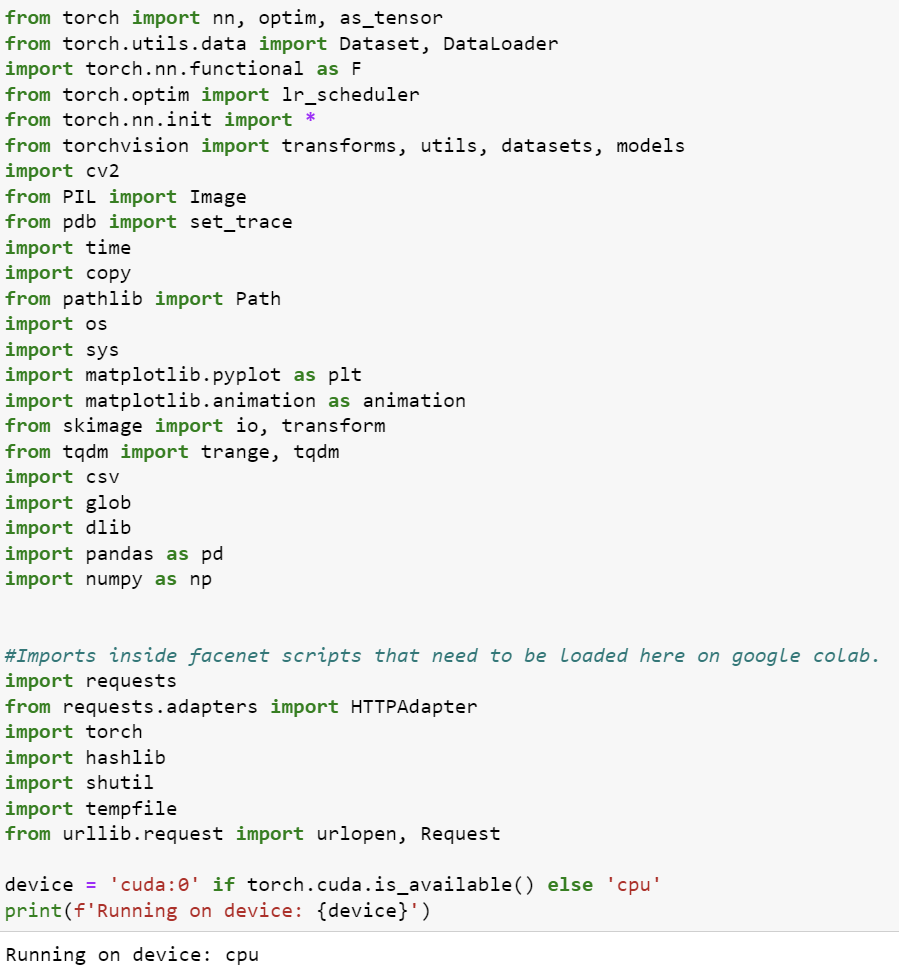 from torch import nn, optim, as_tensor
from torch.utils.data import Dataset, DataLoader
import torch.nn.functional as F
from torch.optim import lr_scheduler
from torch.nn.init import *
from torchvision import transforms, utils, datasets, models
import cv2
from PIL import Image
from pdb import set_trace
import time
import copy
from pathlib import Path
import os
import sys
import matplotlib.pyplot as plt
import matplotlib.animation as animation
from skimage import io, transform
from tqdm import trange, tqdm
import csv
import glob
import dlib
import pandas as pd
import numpy as np
#Imports inside facenet scripts that need to be loaded here on google colab.
import requests
from requests.adapters import HTTPAdapter
import torch
import hashlib
import shutil
import tempfile
from urllib.request import urlopen, Request
device = 'cuda:0' if torch.cuda.is_available() else 'cpu'
print(f'Running on device: {device}')
Running on device: cpu